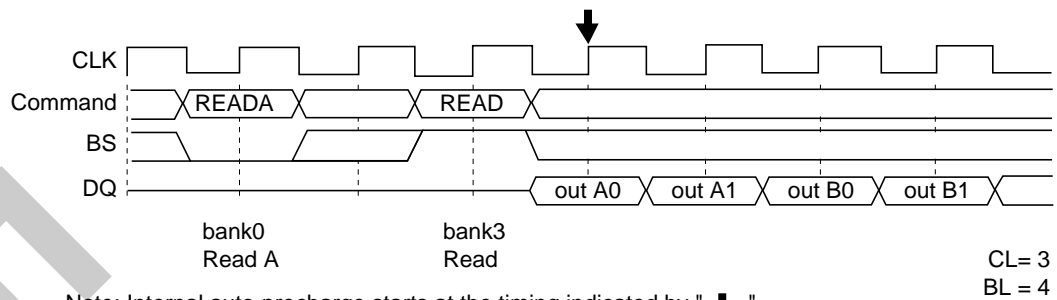 CLK
Command READA READ
BS
DQ out A0 out A1 out B0 out B1
bank0 bank3
Read A Read CL= 3
BL = 4
Note: Internal auto-precharge starts at the timing indicated by " ".